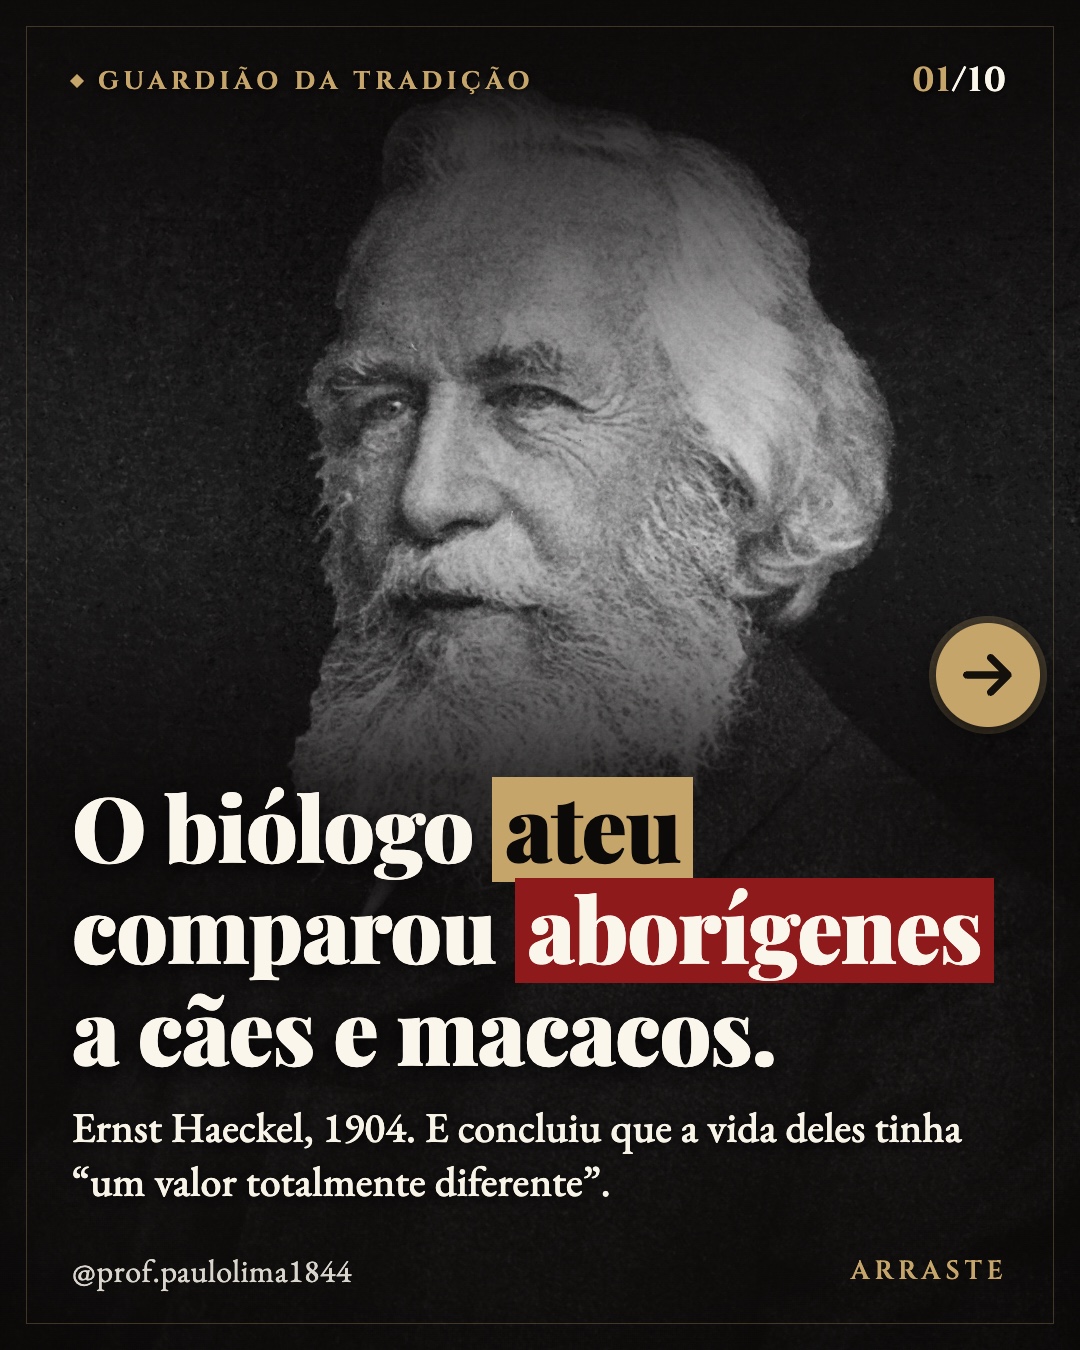 GUARDIÃO DA TRADIÇÃO
01/10
O biólogo ateu
comparou aborígenes
a cães e macacos.
Ernst Haeckel, 1904. E concluiu que a vida deles tinha
“um valor totalmente diferente”.
@prof.paulolima1844
ARRASTE